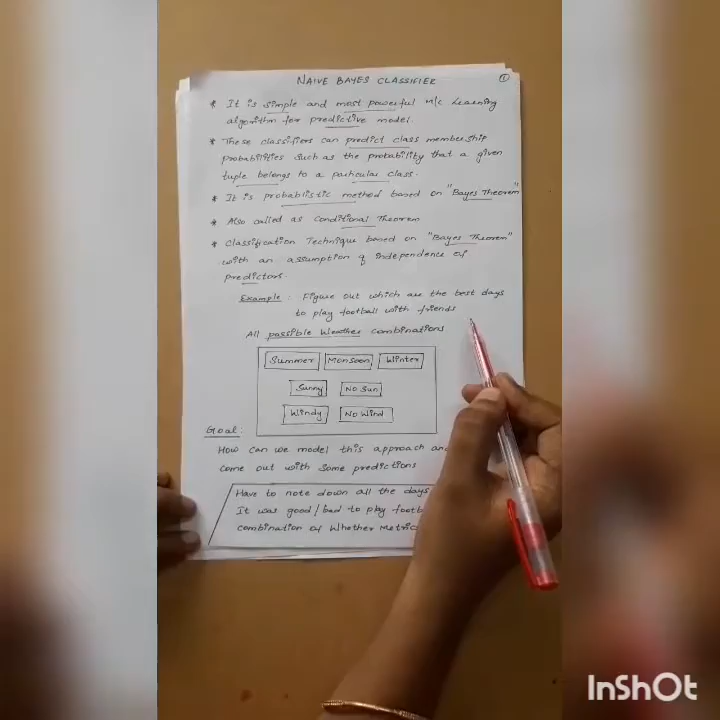 NAIVE BAYES CLASSIFIER
1
* It is simple and most powerful M/c Learning
algorithm for predictive model.
* These classifiers can predict class membership
probabilities such as the probability that a given
tuple belongs to a particular class.
* It is probablistic method based on "Bayes Theorem"
* Also called as Conditional Theorem
* Classification Technique based on "Bayes Theorem"
with an assumption of independence of
predictors.
Example : Figure out which are the best days
to play football with friends
All possible Weather combinations
Summer Monsoon Winter
Sunny No Sun
Windy No Wind
Goal:
How can we model this approach and
come out with some predictions
Have to note down all the days
It was good/bad to play footb
combination of Whether Metric
InShOt